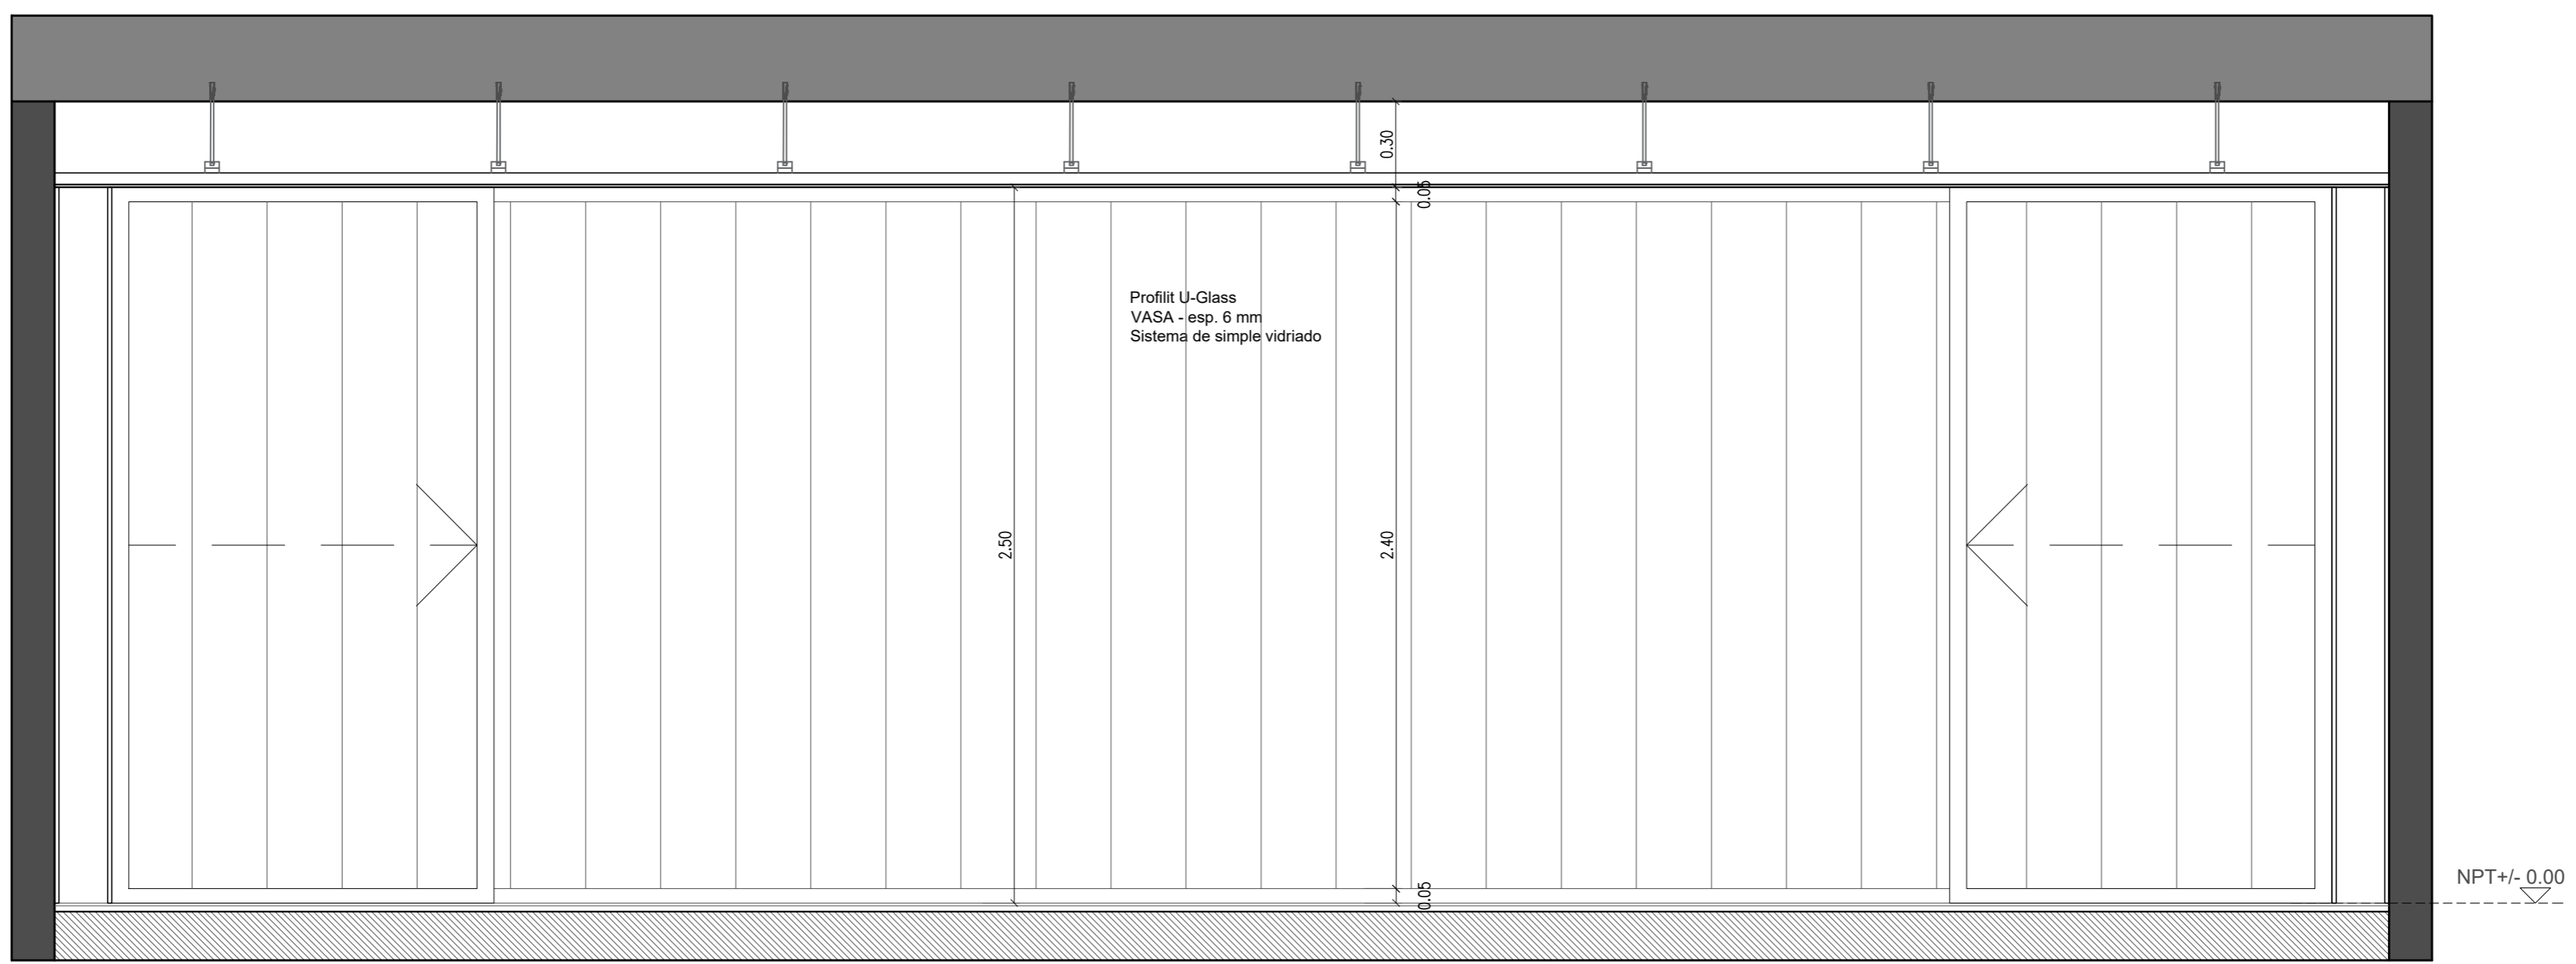 0.30
0.05
Profilit U-Glass
VASA - esp. 6 mm
Sistema de simple vidriado
2.50
2.40
0.05
NPT+/- 0.00